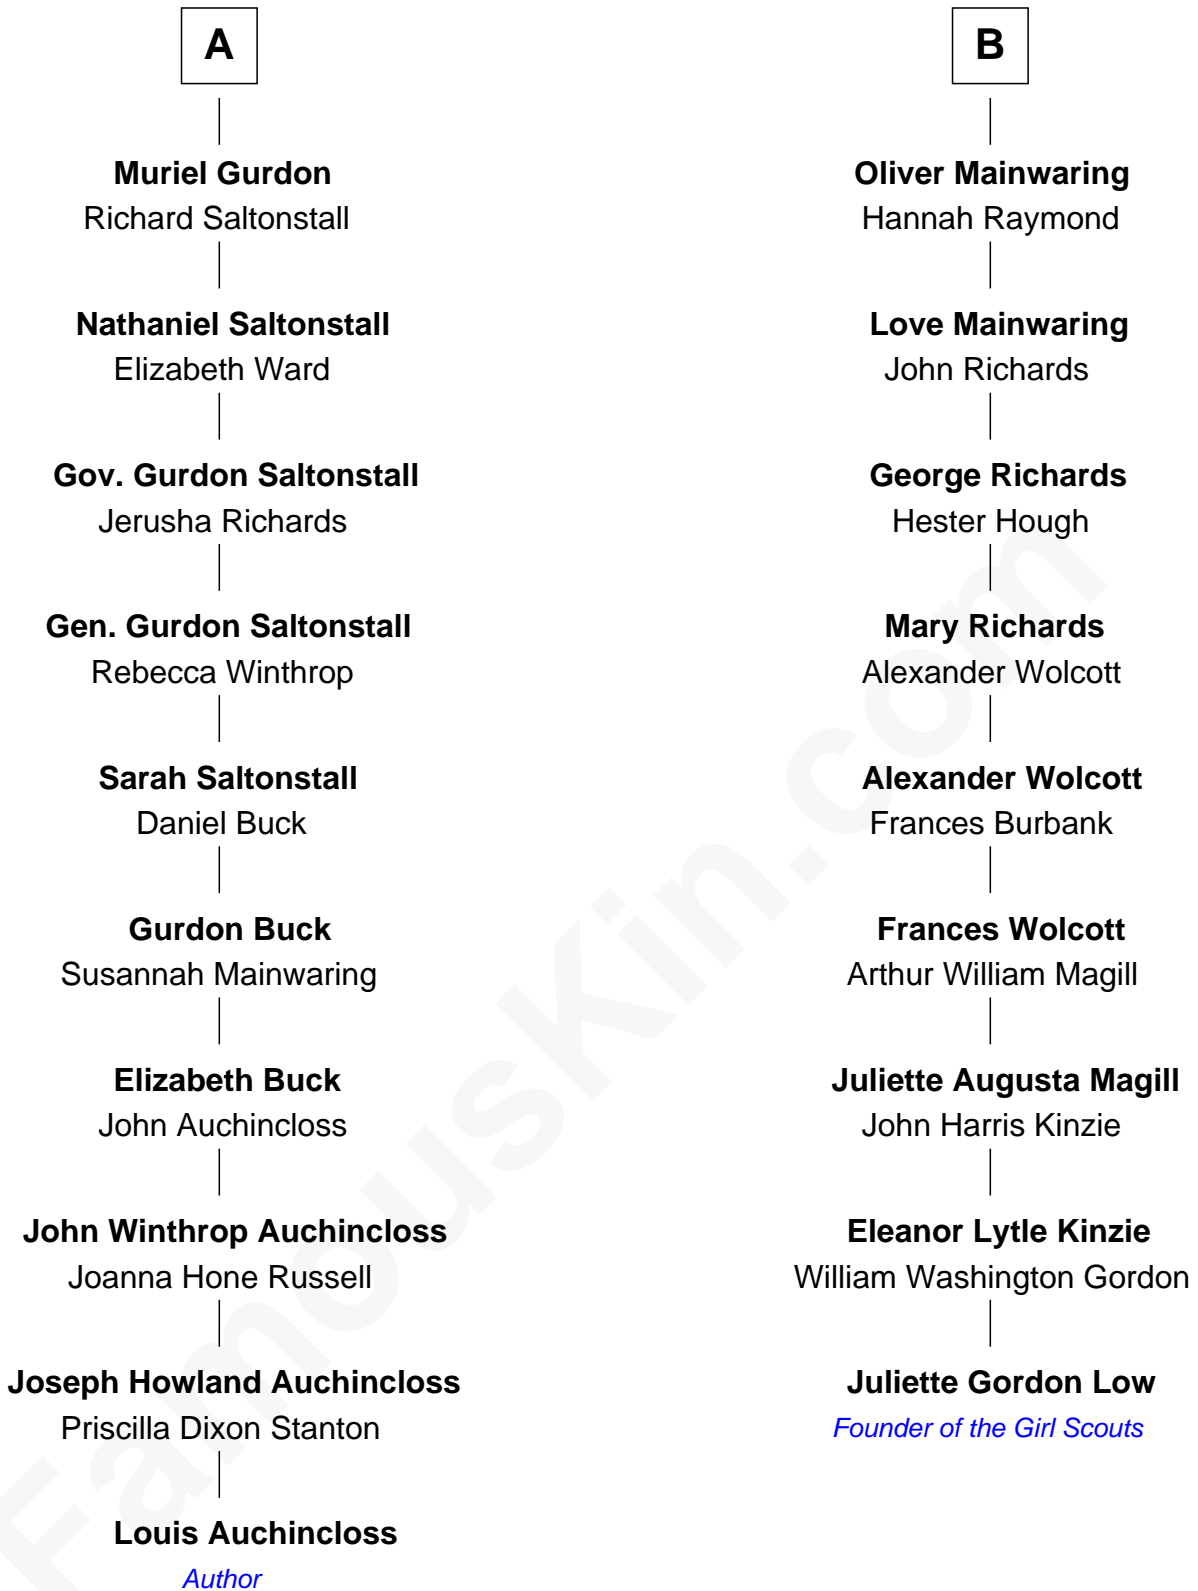 A
Muriel Gurdon
Richard Saltonstall
Nathaniel Saltonstall
Elizabeth Ward
Gov. Gurdon Saltonstall
Jerusha Richards
Gen. Gurdon Saltonstall
Rebecca Winthrop
Sarah Saltonstall
Daniel Buck
Gurdon Buck
Susannah Mainwaring
Elizabeth Buck
John Auchincloss
John Winthrop Auchincloss
Joanna Hone Russell
Joseph Howland Auchincloss
Priscilla Dixon Stanton
Louis Auchincloss
Author
B
Oliver Mainwaring
Hannah Raymond
Love Mainwaring
John Richards
George Richards
Hester Hough
Mary Richards
Alexander Wolcott
Alexander Wolcott
Frances Burbank
Frances Wolcott
Arthur William Magill
Juliette Augusta Magill
John Harris Kinzie
Eleanor Lytle Kinzie
William Washington Gordon
Juliette Gordon Low
Founder of the Girl Scouts
FamousKin.com